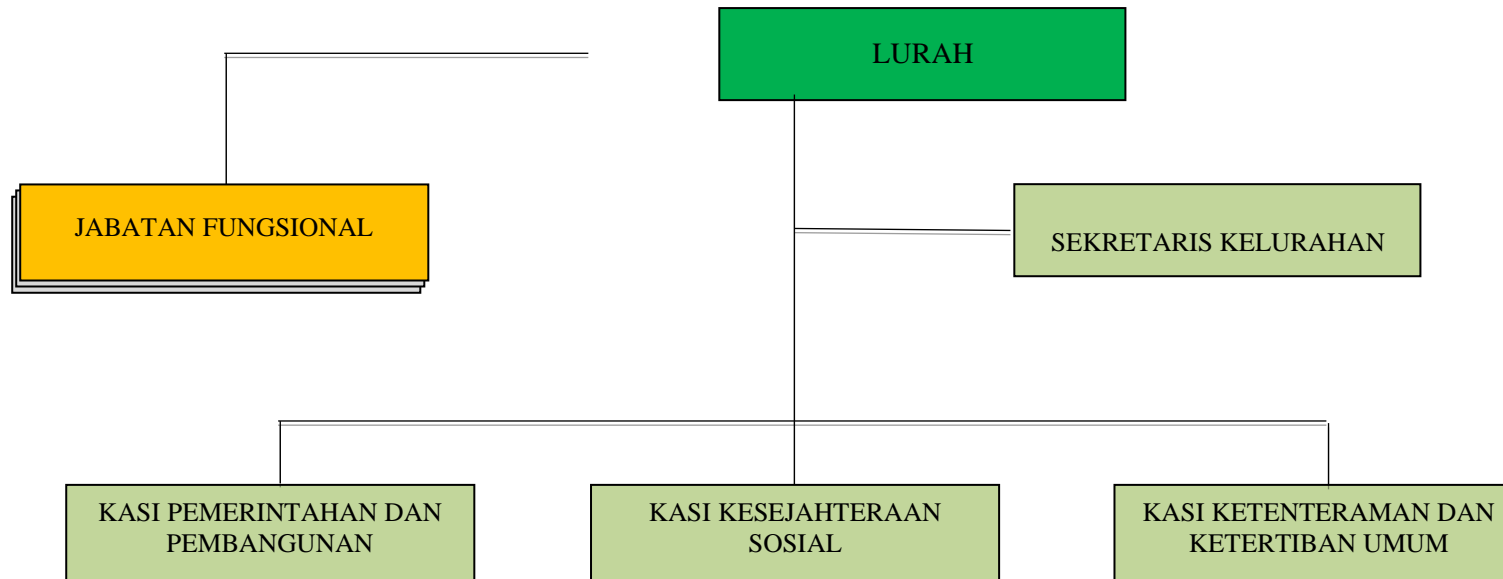 LURAH
JABATAN FUNGSIONAL
SEKRETARIS KELURAHAN
KASI PEMERINTAHAN DAN
PEMBANGUNAN
KASI KESEJAHTERAAN
SOSIAL
KASI KETENTERAMAN DAN
KETERTIBAN UMUM